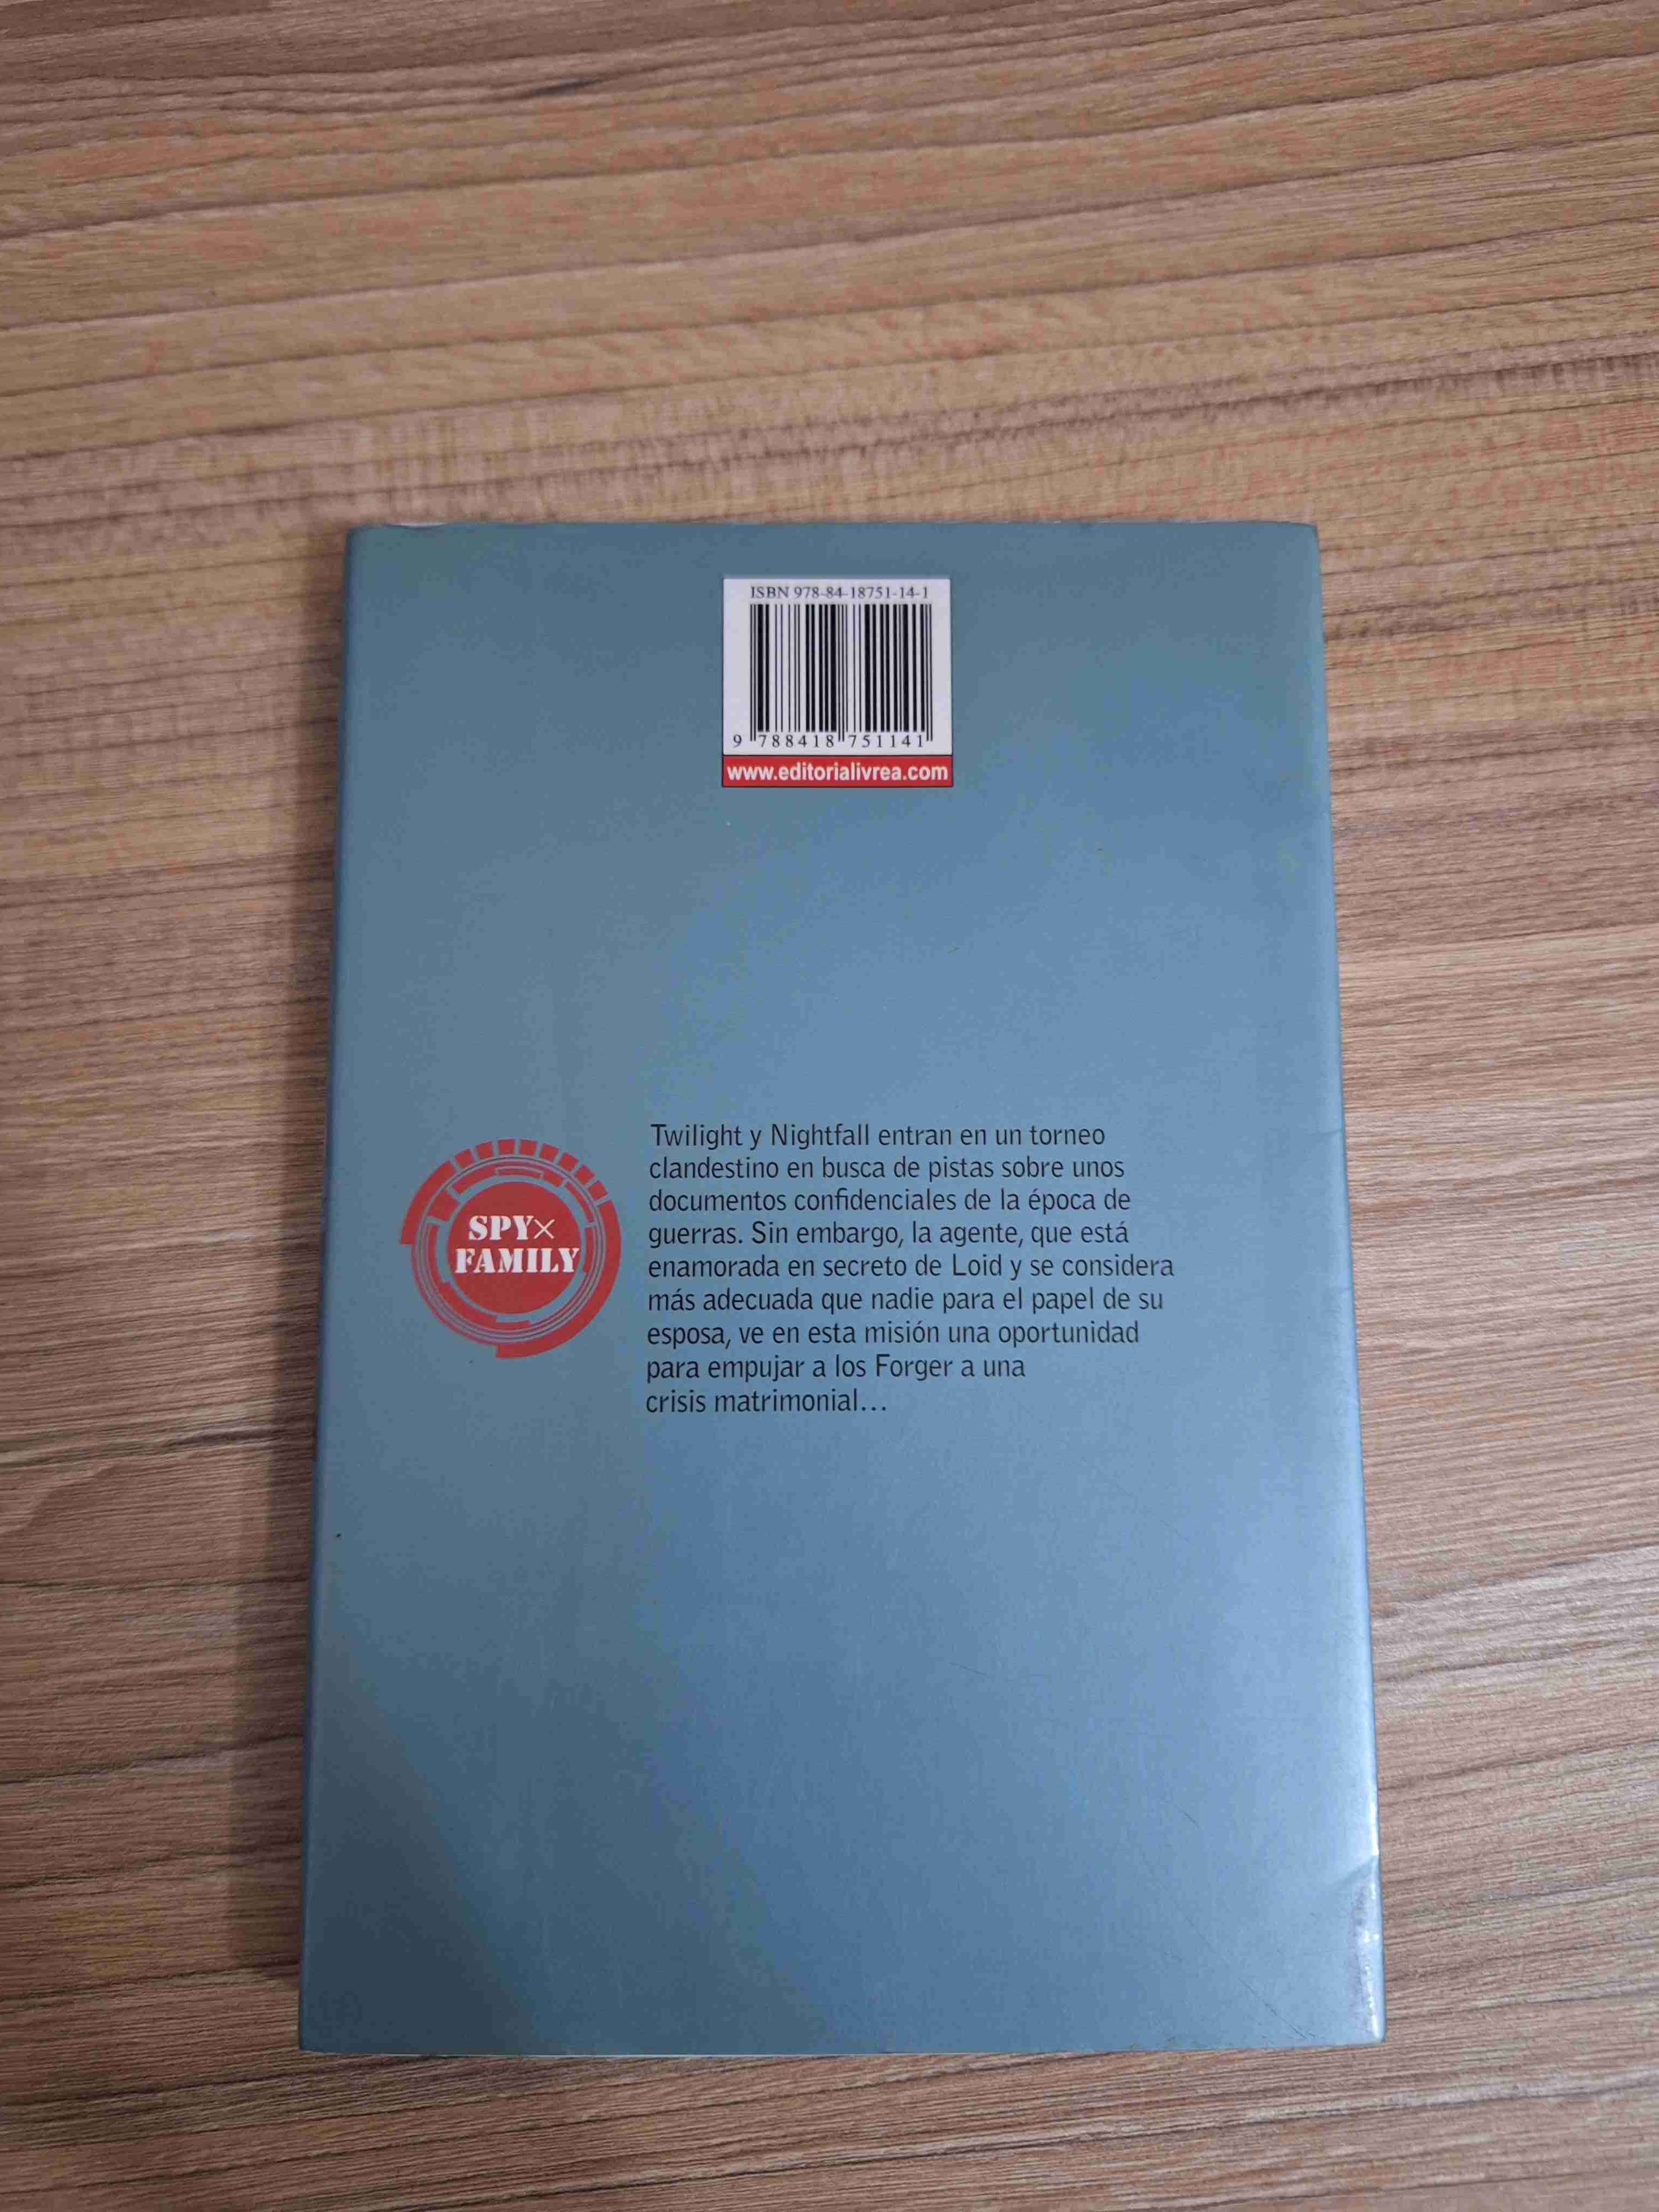 ISBN 978-84-18751-14-1
9 788418 751141
www.editorialivrea.com
SPY×
FAMILY
Twilight y Nightfall entran en un torneo
clandestino en busca de pistas sobre unos
documentos confidenciales de la época de
guerras. Sin embargo, la agente, que está
enamorada en secreto de Loid y se considera
más adecuada que nadie para el papel de su
esposa, ve en esta misión una oportunidad
para empujar a los Forger a una
crisis matrimonial...